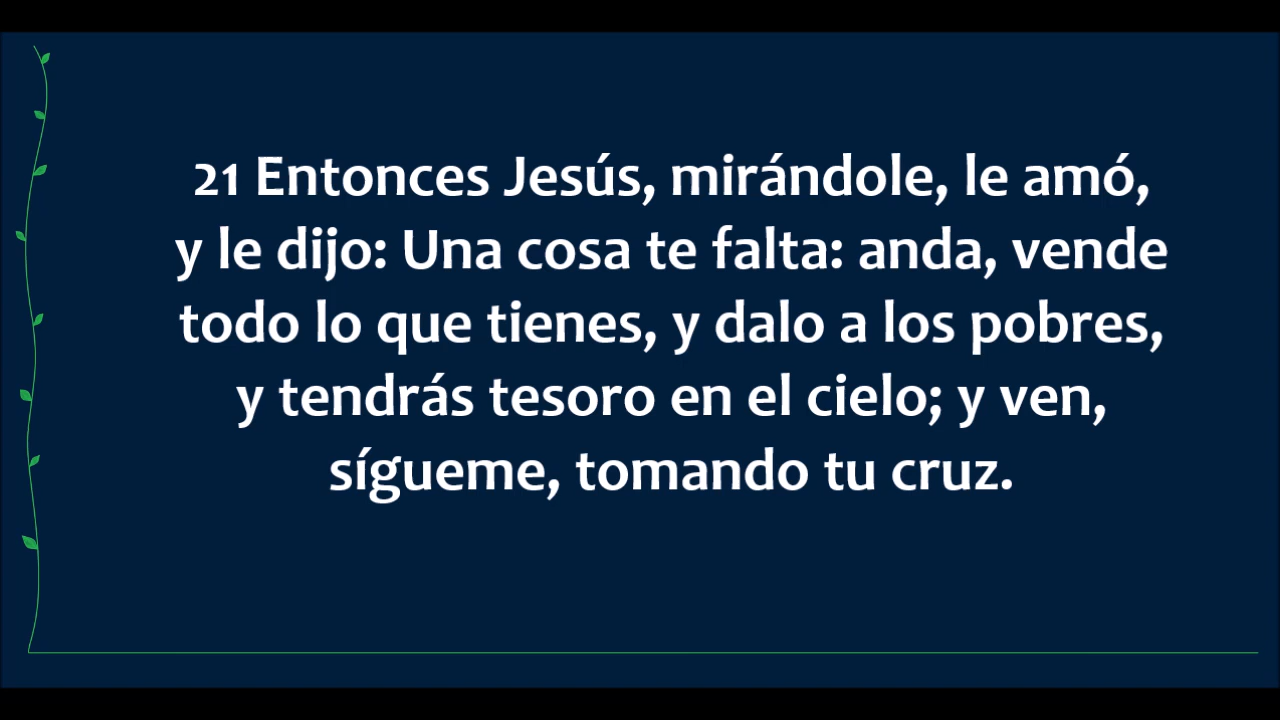 21 Entonces Jesús, mirándole, le amó,
y le dijo: Una cosa te falta: anda, vende
todo lo que tienes, y dalo a los pobres,
y tendrás tesoro en el cielo; y ven,
sígueme, tomando tu cruz.